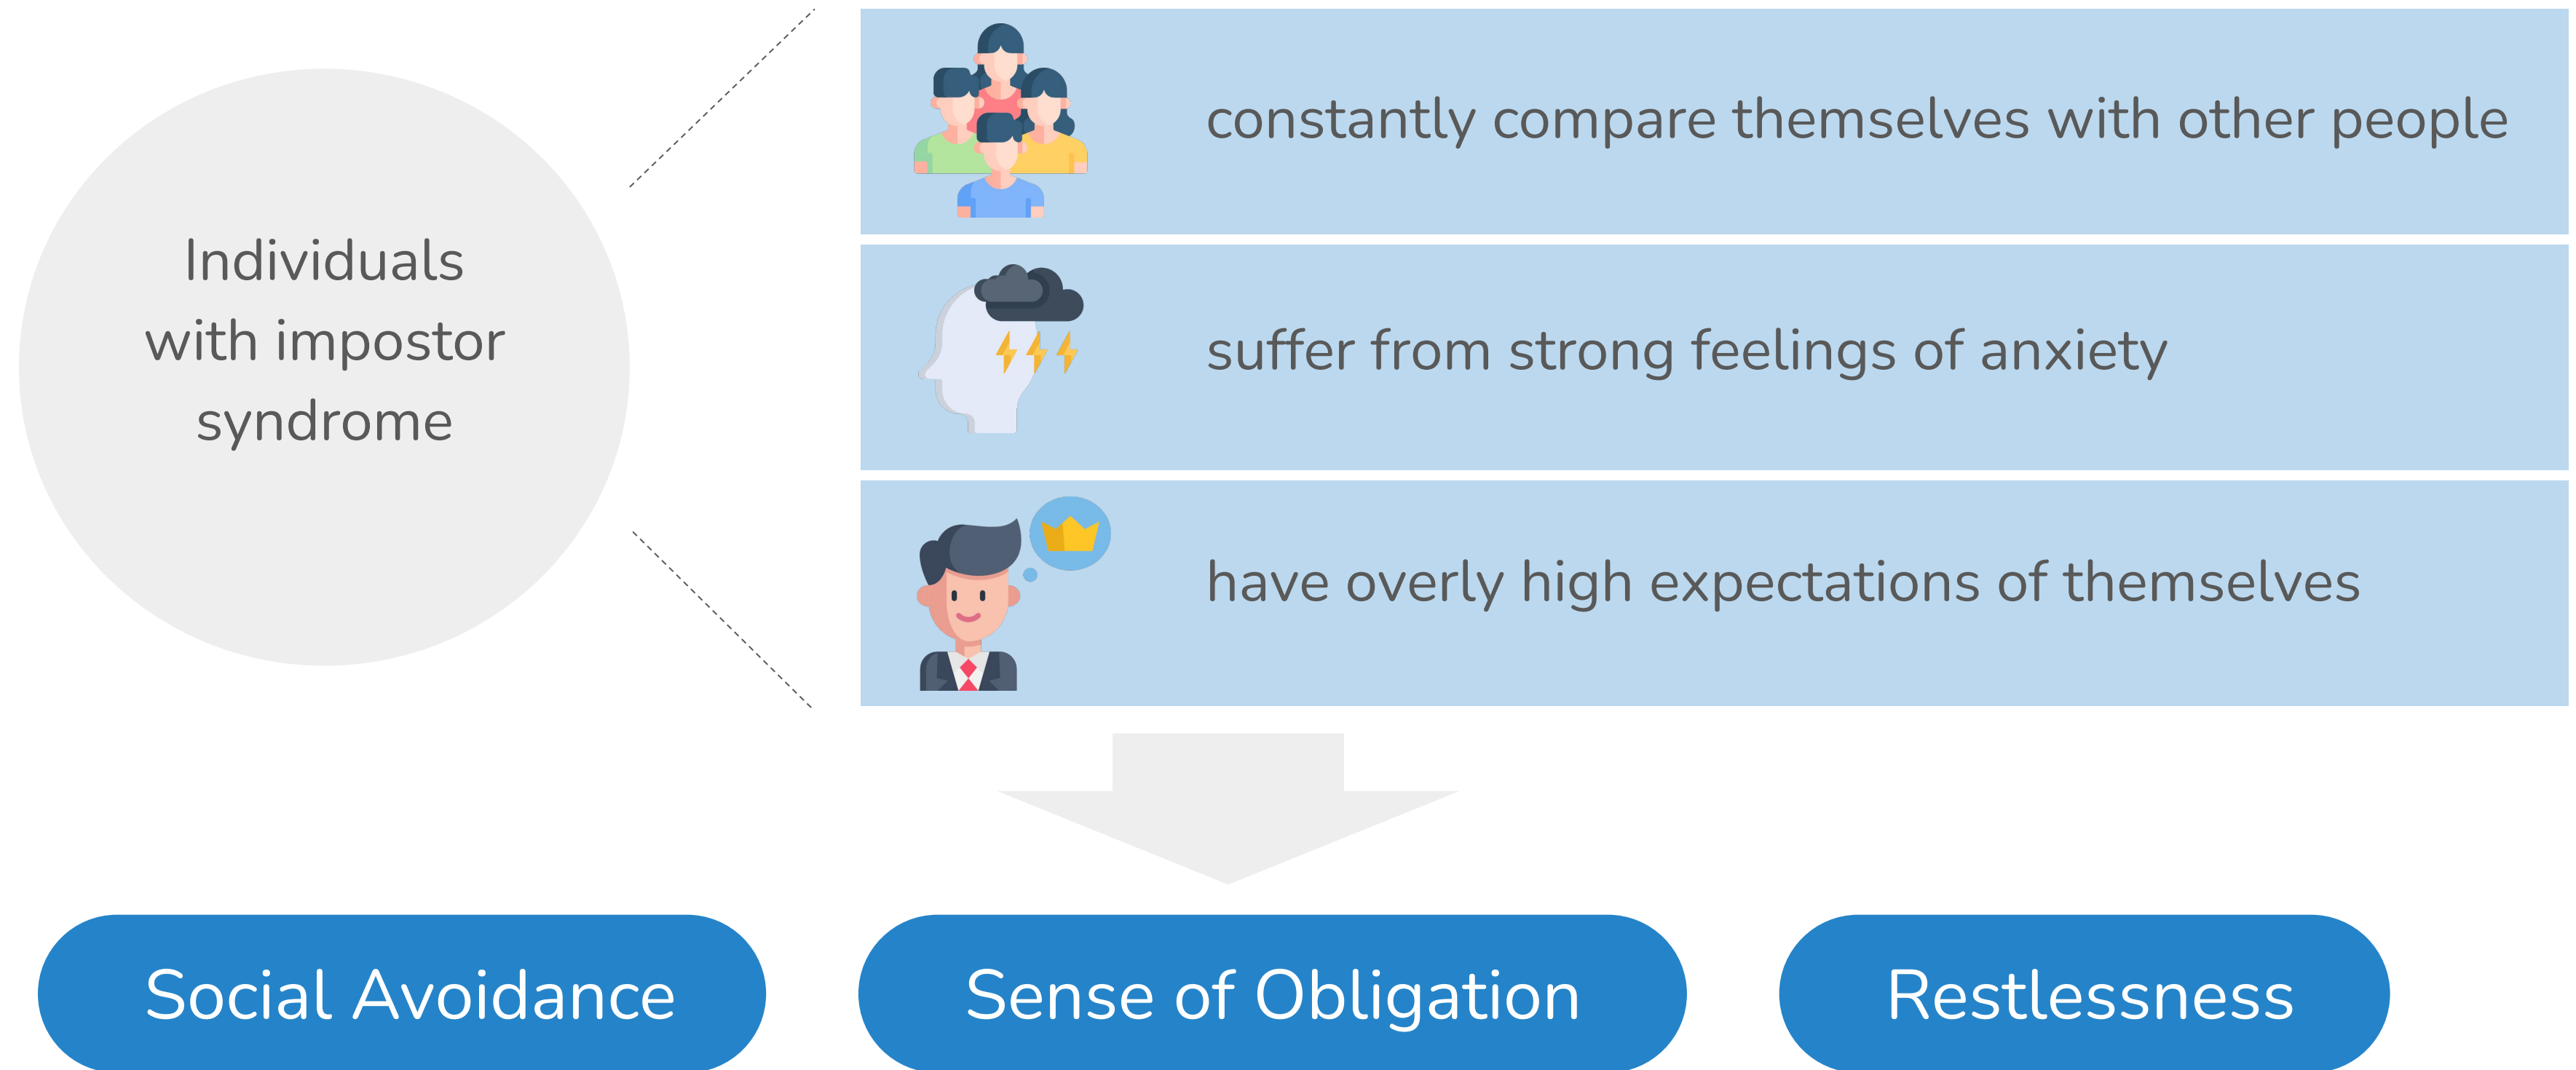 Individuals
with impostor
syndrome
constantly compare themselves with other people
suffer from strong feelings of anxiety
have overly high expectations of themselves
Social Avoidance
Sense of Obligation
Restlessness